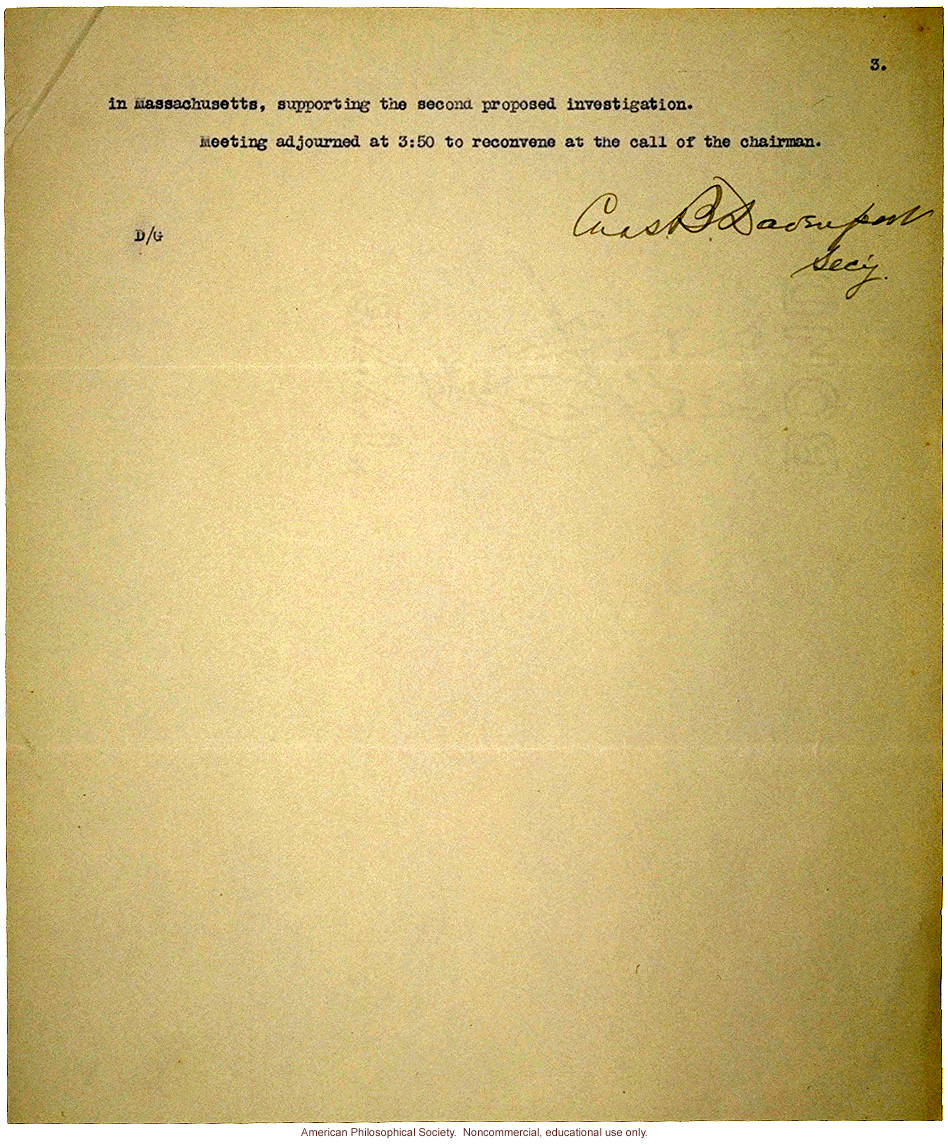 3.
in Massachusetts, supporting the second proposed investigation.
Meeting adjourned at 3:50 to reconvene at the call of the chairman.
Chas B Davenport
Sec'y.
D/G
American Philosophical Society. Noncommercial, educational use only.